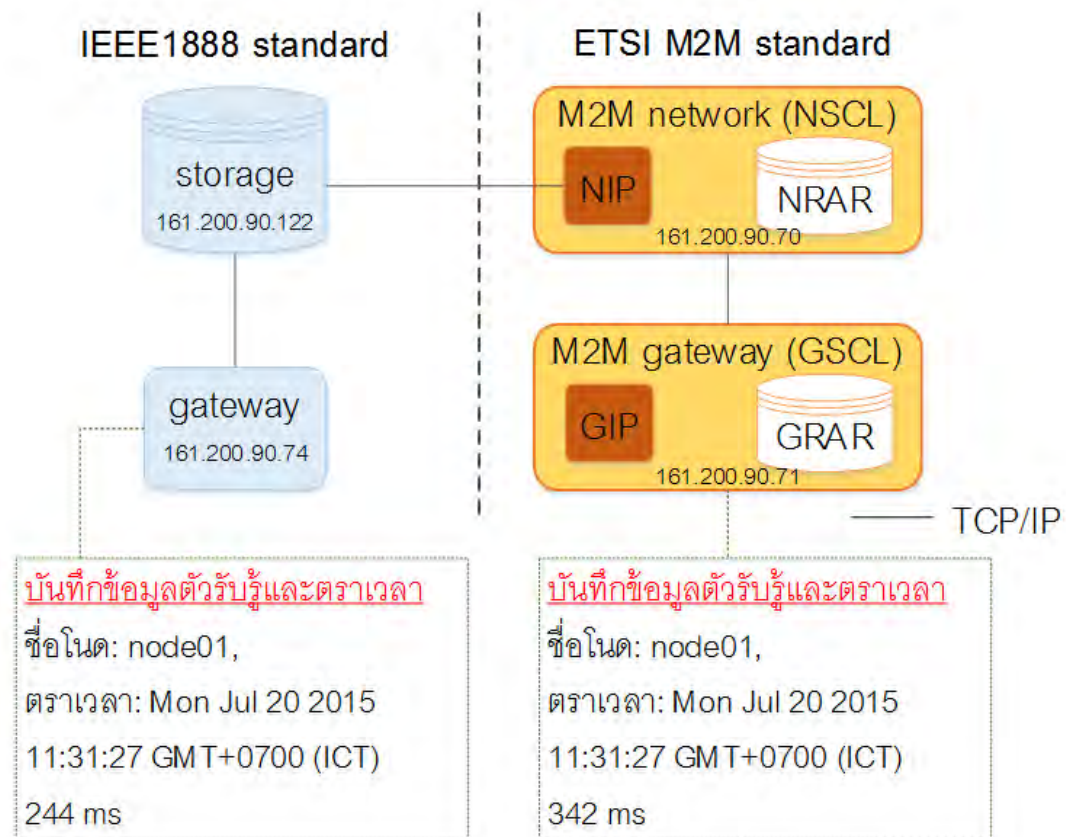 IEEE1888 standard
ETSI M2M standard
storage
161.200.90.122
gateway
161.200.90.74
M2M network (NSCL)
NIP
NRAR
161.200.90.70
M2M gateway (GSCL)
GIP
GRAR
161.200.90.71
TCP/IP
บันทึกข้อมูลตัวรับรู้และตราเวลา
ชื่อโนด: node01,
ตราเวลา: Mon Jul 20 2015
11:31:27 GMT+0700 (ICT)
244 ms
บันทึกข้อมูลตัวรับรู้และตราเวลา
ชื่อโนด: node01,
ตราเวลา: Mon Jul 20 2015
11:31:27 GMT+0700 (ICT)
342 ms